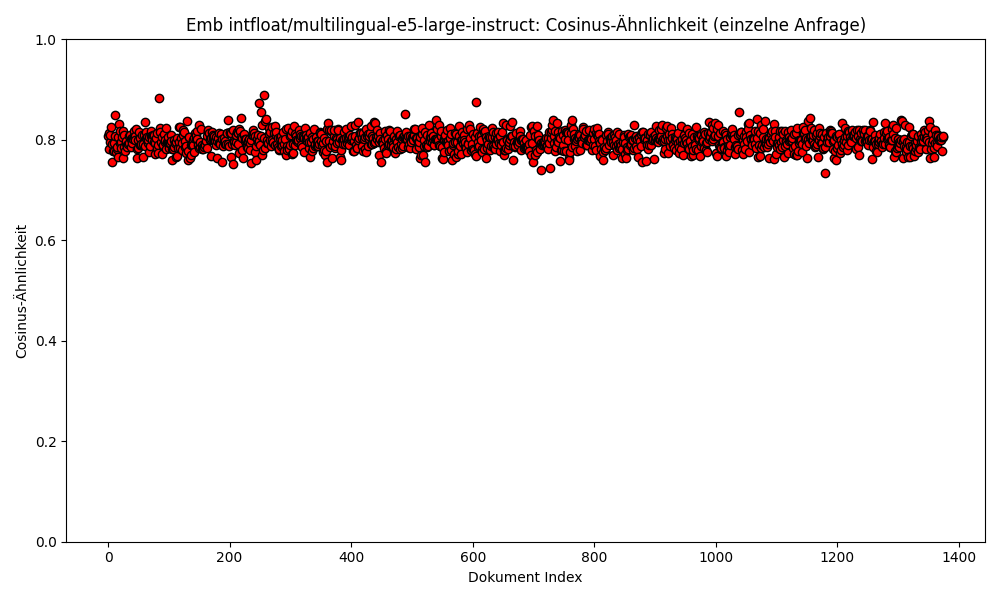 Emb intfloat/multilingual-e5-large-instruct: Cosinus-Ähnlichkeit (einzelne Anfrage)
1.0
0.8
0.6
0.4
0.2
0.0
Cosinus-Ähnlichkeit
0 200 400 600 800 1000 1200 1400
Dokument Index